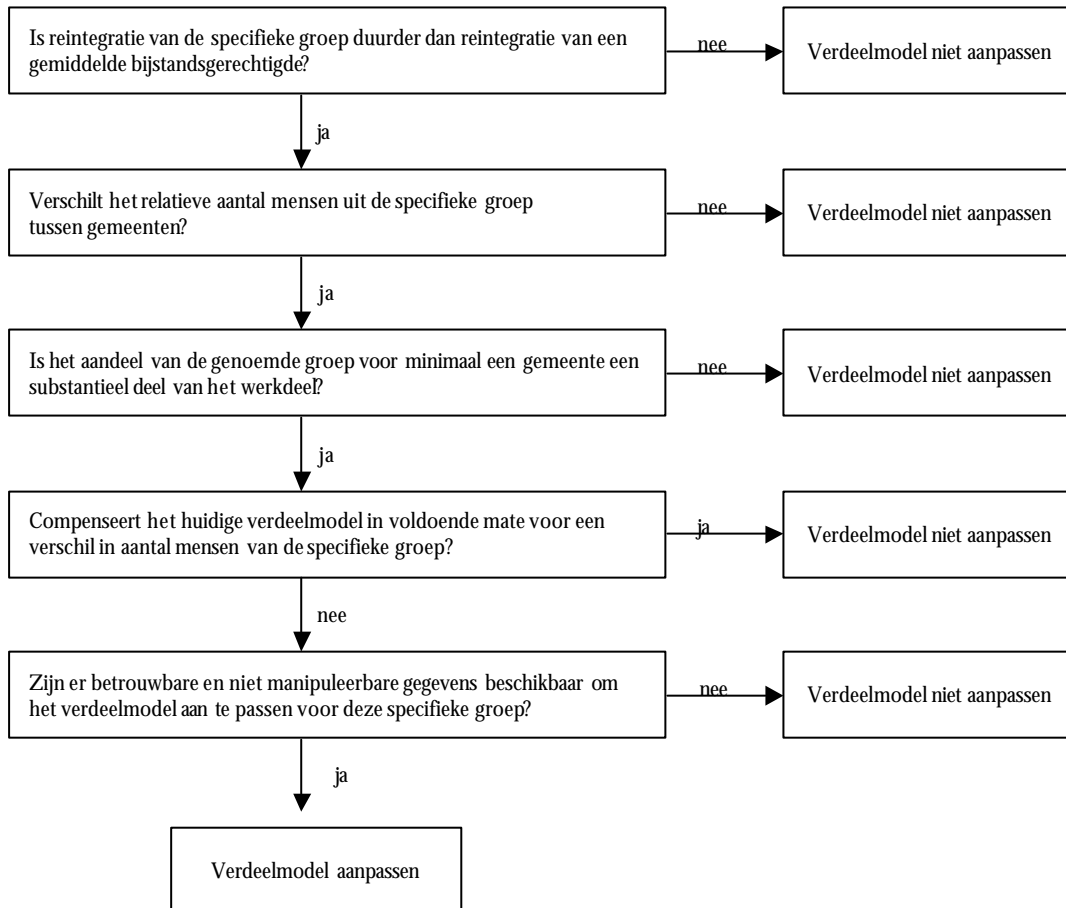 Is reintegratie van de specifieke groep duurder dan reintegratie van een
gemiddelde bijstandsgerechtigde?
nee
Verdeelmodel niet aanpassen
ja
Verschilt het relatieve aantal mensen uit de specifieke groep
tussen gemeenten?
nee
Verdeelmodel niet aanpassen
ja
Is het aandeel van de genoemde groep voor minimaal een gemeente een
substantieel deel van het werkdeel?
nee
Verdeelmodel niet aanpassen
ja
Compenseert het huidige verdeelmodel in voldoende mate voor een
verschil in aantal mensen van de specifieke groep?
ja
Verdeelmodel niet aanpassen
nee
Zijn er betrouwbare en niet manipuleerbare gegevens beschikbaar om
het verdeelmodel aan te passen voor deze specifieke groep?
nee
Verdeelmodel niet aanpassen
ja
Verdeelmodel aanpassen